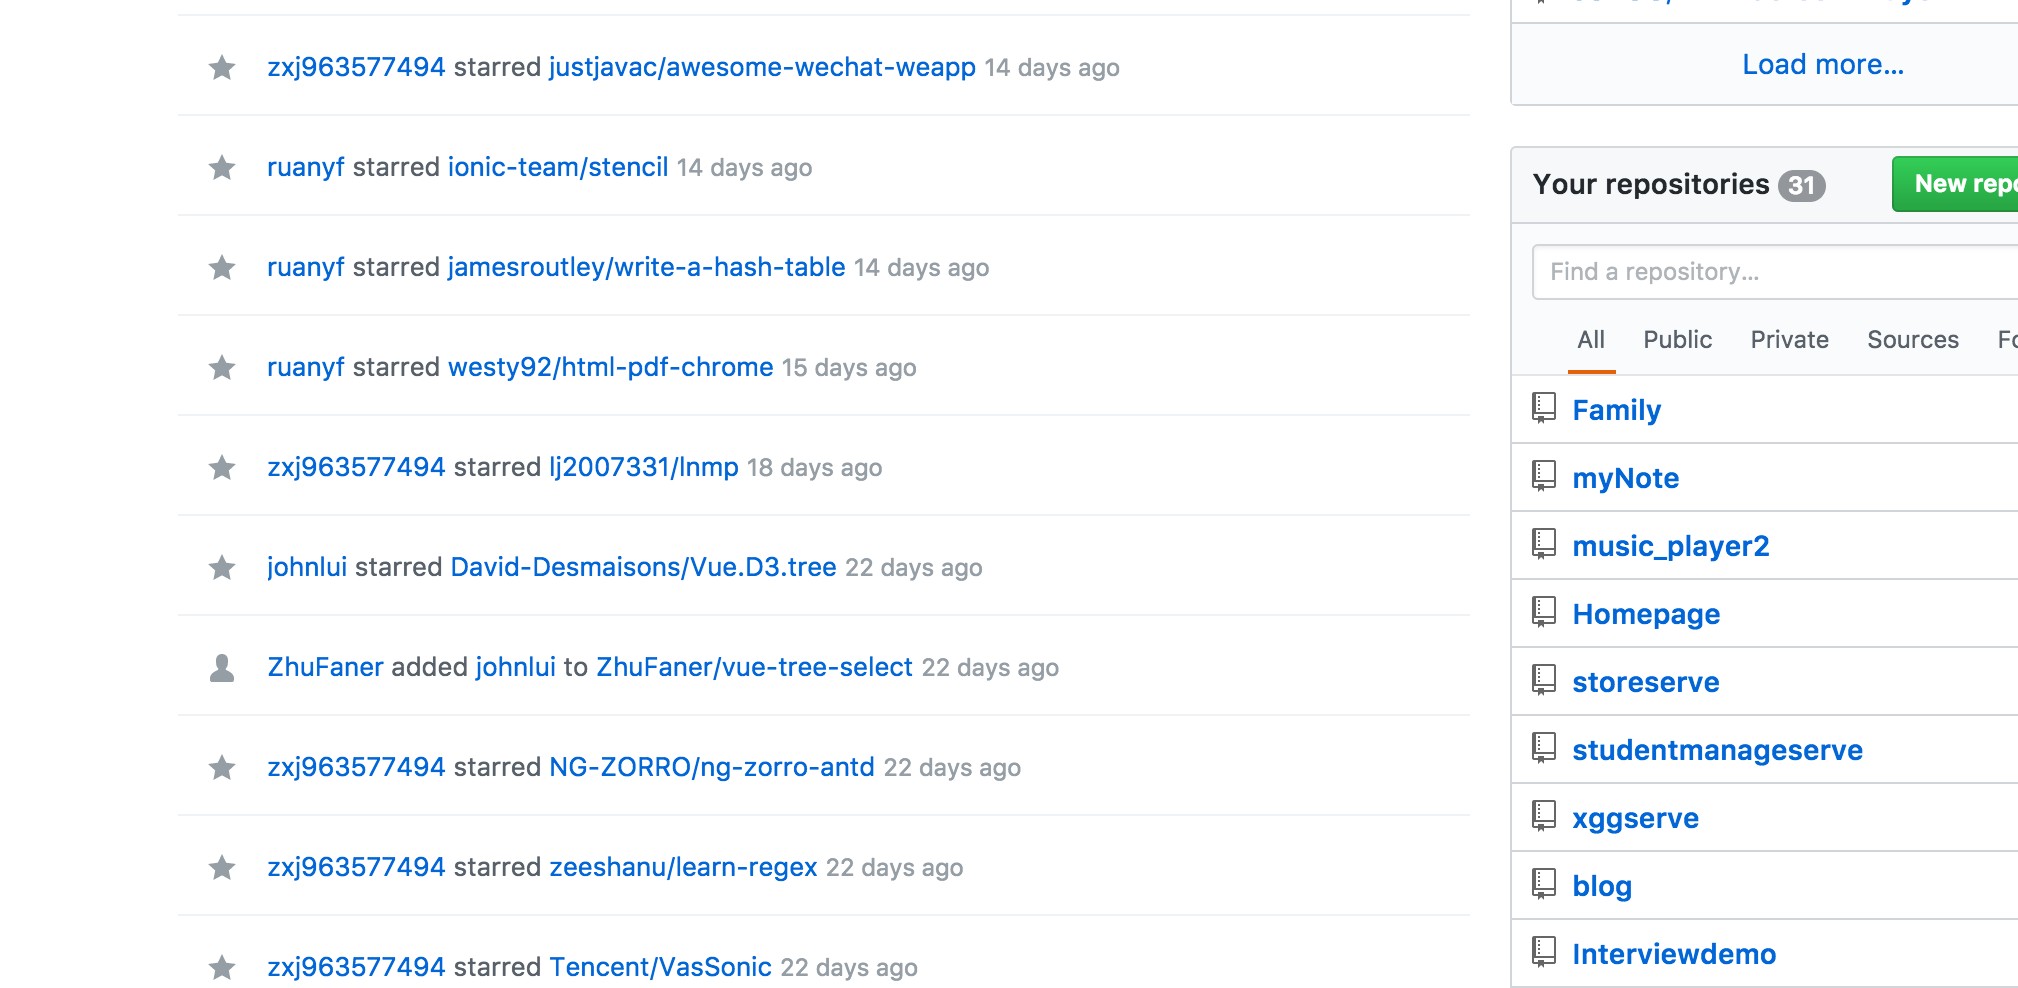 zxj963577494 starred justjavac/awesome-wechat-weapp 14 days ago
ruanyf starred ionic-team/stencil 14 days ago
ruanyf starred jamesroutley/write-a-hash-table 14 days ago
ruanyf starred westy92/html-pdf-chrome 15 days ago
zxj963577494 starred lj2007331/lnmp 18 days ago
johnlui starred David-Desmaisons/Vue.D3.tree 22 days ago
ZhuFaner added johnlui to ZhuFaner/vue-tree-select 22 days ago
zxj963577494 starred NG-ZORRO/ng-zorro-antd 22 days ago
zxj963577494 starred zeeshanu/learn-regex 22 days ago
zxj963577494 starred Tencent/VasSonic 22 days ago
Load more...
Your repositories 31
New repo
Find a repository...
All Public Private Sources Fo
Family
myNote
music_player2
Homepage
storeserve
studentmanageserve
xggserve
blog
Interviewdemo